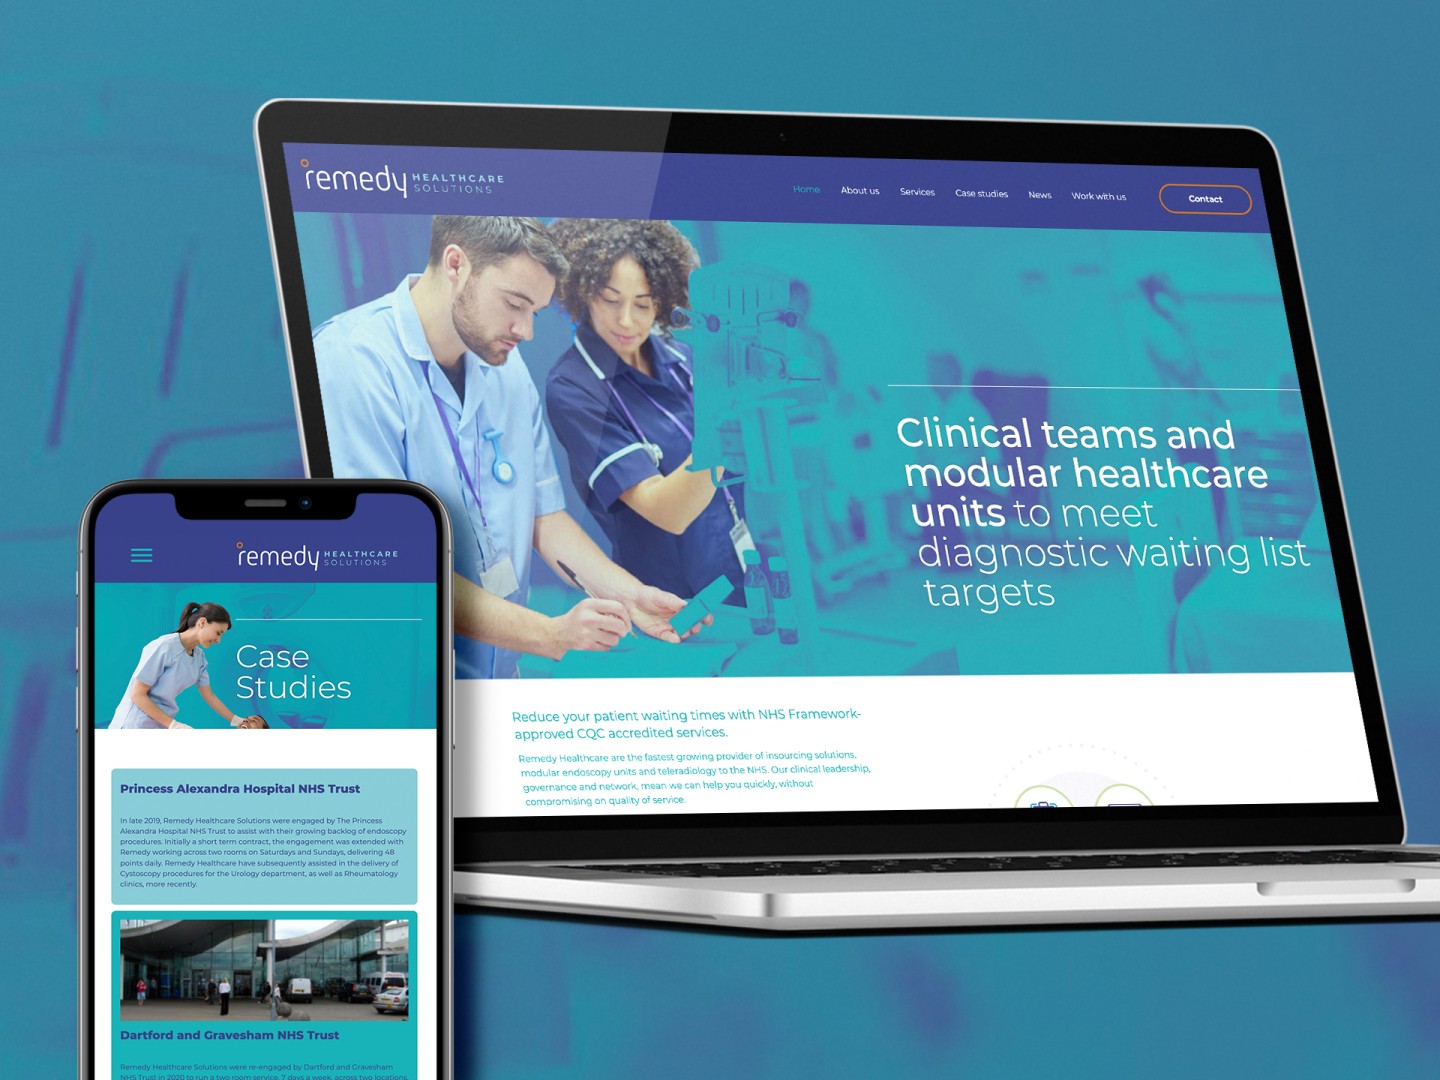 remedy HEALTHCARE
SOLUTIONS
Home About us Services Case studies News Work with us Contact
Clinical teams and
modular healthcare
units to meet
diagnostic waiting list
targets
Reduce your patient waiting times with NHS Framework-
approved CQC accredited services.
Remedy Healthcare are the fastest growing provider of insourcing solutions,
modular endoscopy units and teleradiology to the NHS. Our clinical leadership,
governance and network, mean we can help you quickly, without
compromising on quality of service.
remedy HEALTHCARE
SOLUTIONS
Case
Studies
Princess Alexandra Hospital NHS Trust
In late 2019, Remedy Healthcare Solutions were engaged by The Princess
Alexandra Hospital NHS Trust to assist with their growing backlog of endoscopy
procedures. Initially a short term contract, the engagement was extended with
Remedy working across two rooms on Saturdays and Sundays, delivering 48
points daily. Remedy Healthcare have subsequently assisted in the delivery of
Cystoscopy procedures for the Urology department, as well as Rheumatology
clinics, more recently.
Dartford and Gravesham NHS Trust
Remedy Healthcare Solutions were re-engaged by Dartford and Gravesham
NHS Trust in 2020 to run a two room service, 7 days a week, across two locations,